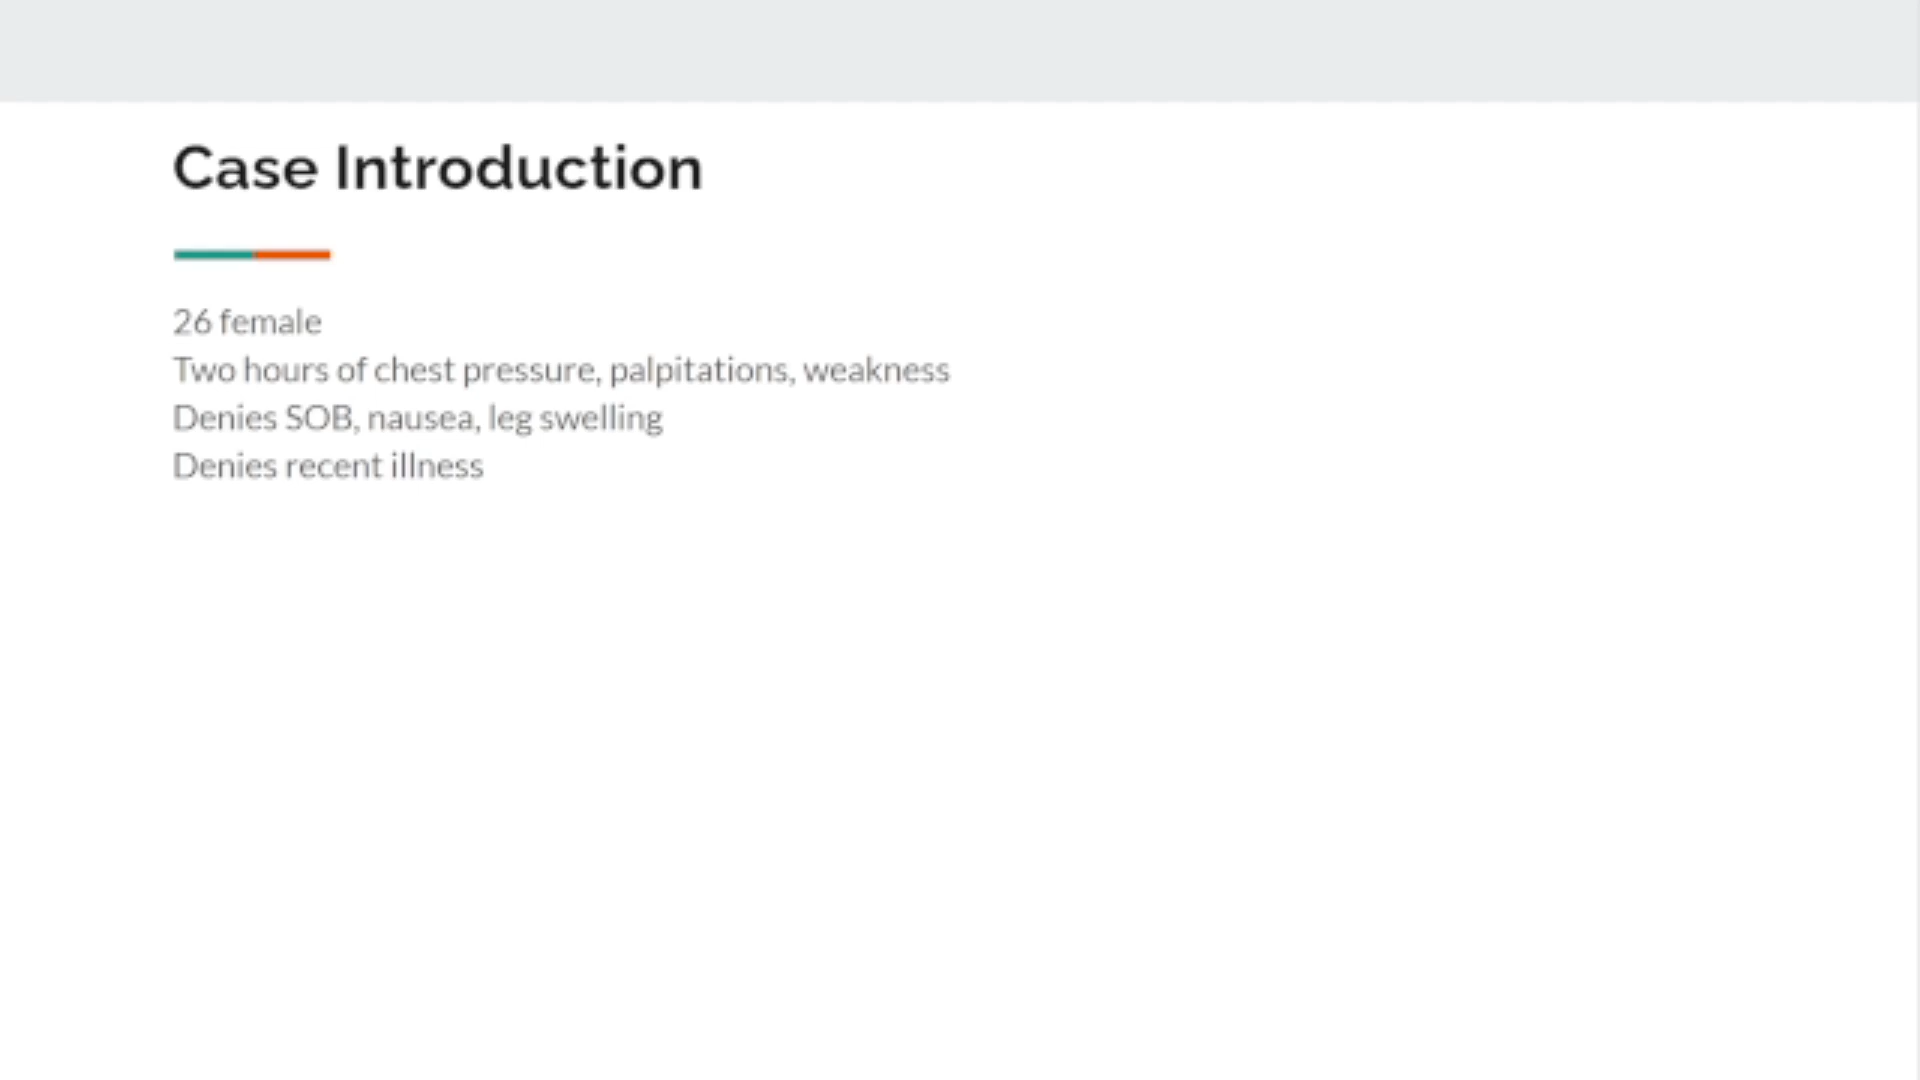 Case Introduction
26 female
Two hours of chest pressure, palpitations, weakness
Denies SOB, nausea, leg swelling
Denies recent illness